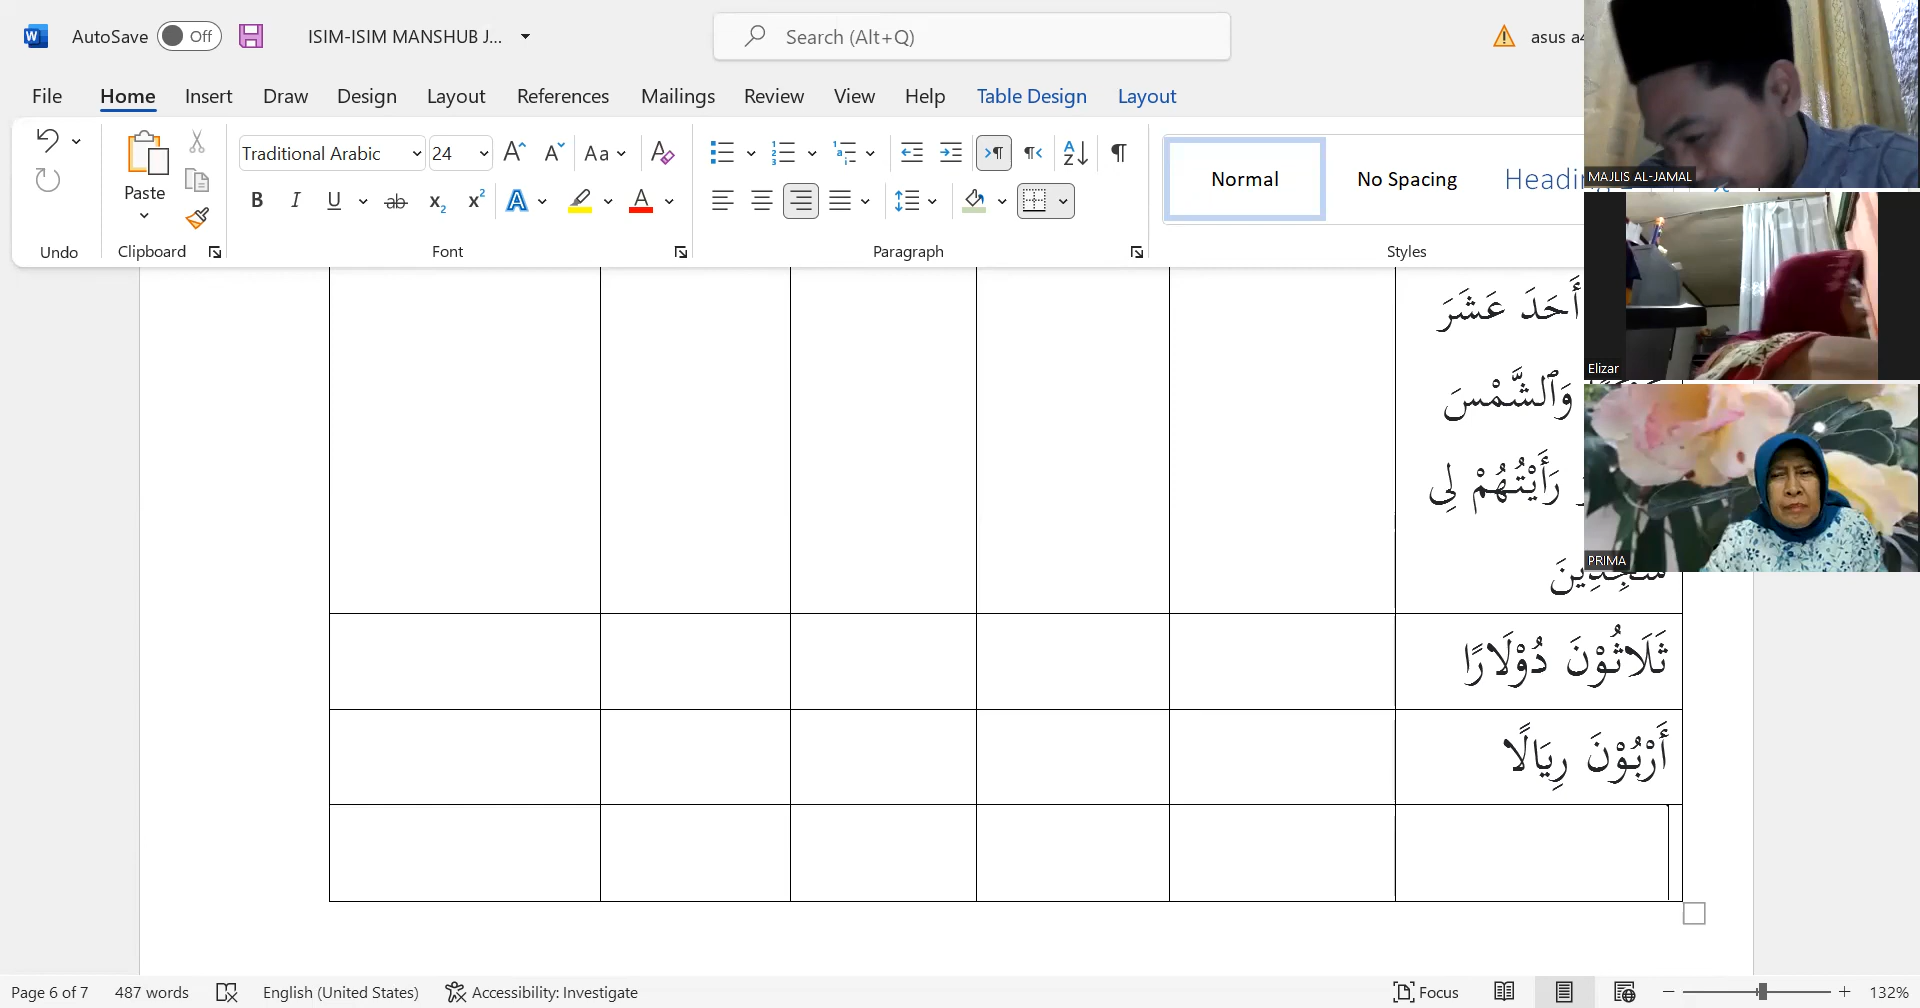 AutoSave Off ISIM-ISIM MANSHUB J... Search (Alt+Q) asus a4
File Home Insert Draw Design Layout References Mailings Review View Help Table Design Layout
Paste
Traditional Arabic 24
Normal No Spacing Heading
Undo Clipboard Font Paragraph Styles
MAJLIS AL-JAMAL
Elizar
PRIMA
أَحَدَ عَشَرَ
وَٱلشَّمْسَ
رَأَيْتُهُمْ لِى
ثَلَاثُوْنَ دُوْلَارًا
أَرْبُوْنَ رِيَالًا
Page 6 of 7 487 words English (United States) Accessibility: Investigate Focus 132%